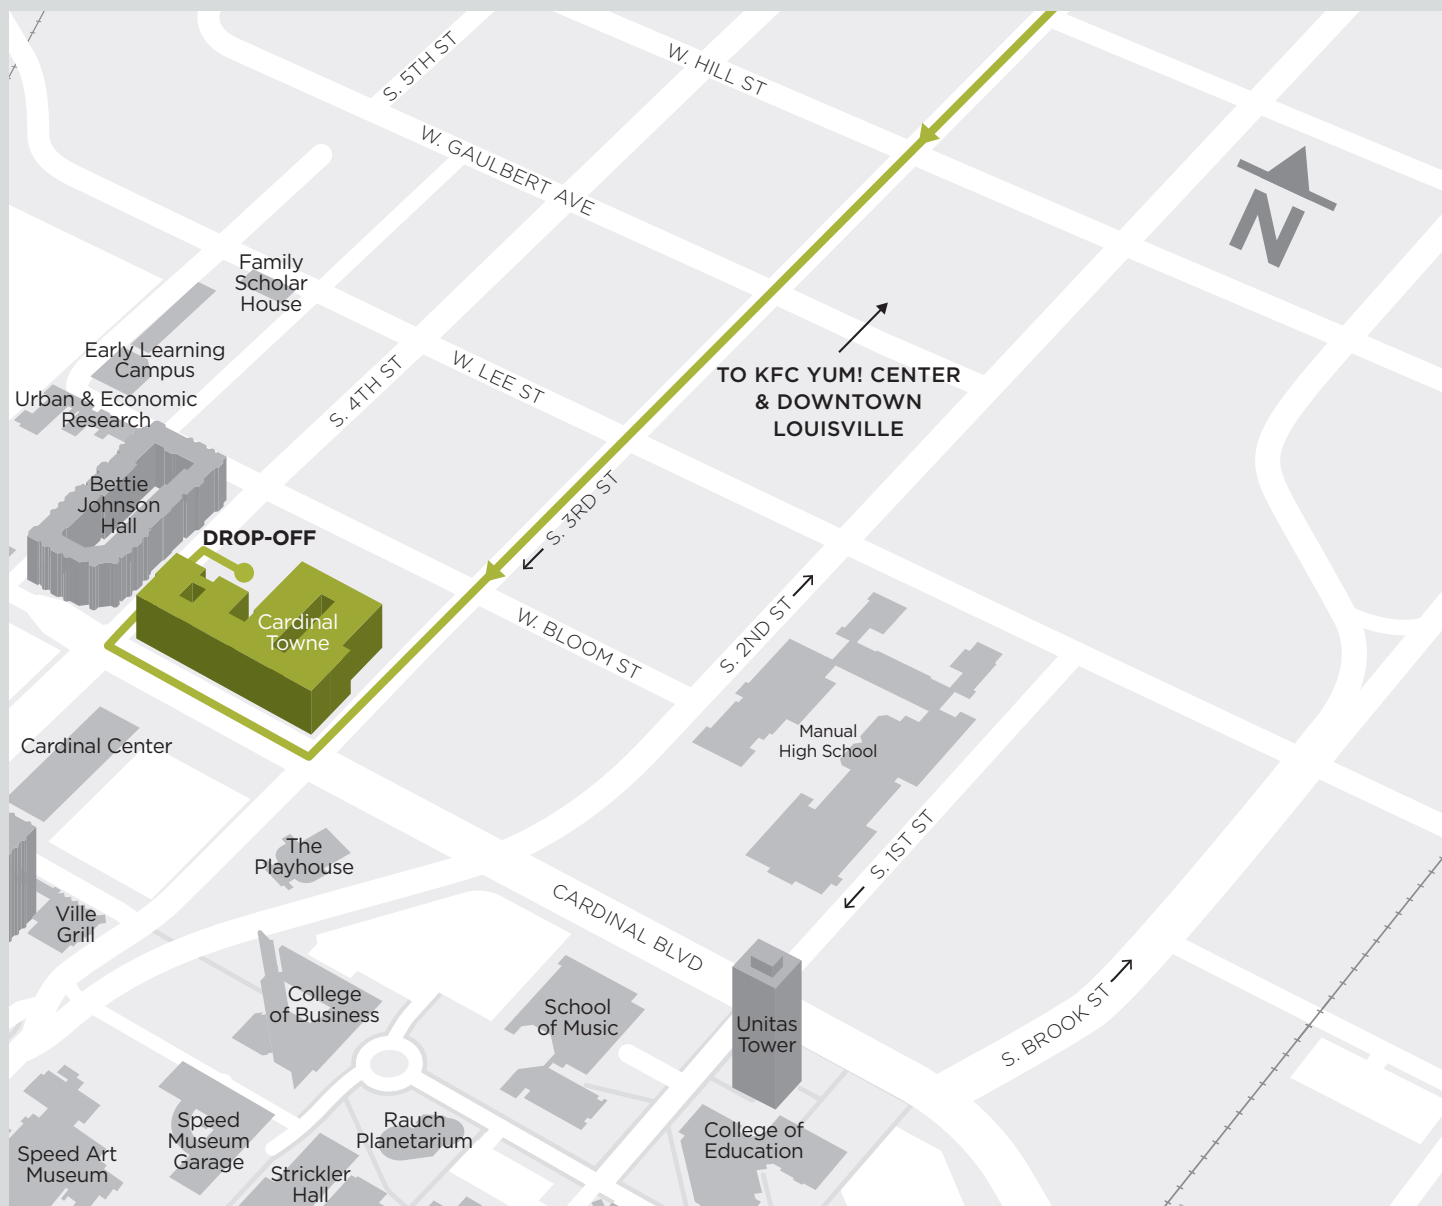 S. 5TH ST
W. HILL ST
W. GAULBERT AVE
N
Family
Scholar
House
Early Learning
Campus
S. 4TH ST
W. LEE ST
TO KFC YUM! CENTER
& DOWNTOWN
LOUISVILLE
Urban & Economic
Research
Bettie
Johnson
Hall
DROP-OFF
S. 3RD ST
Cardinal
Towne
W. BLOOM ST
S. 2ND ST
Manual
High School
Cardinal Center
The
Playhouse
S. 1ST ST
Ville
Grill
CARDINAL BLVD
College
of Business
School
of Music
Unitas
Tower
S. BROOK ST
Speed
Museum
Garage
Rauch
Planetarium
College of
Education
Speed Art
Museum
Strickler
Hall